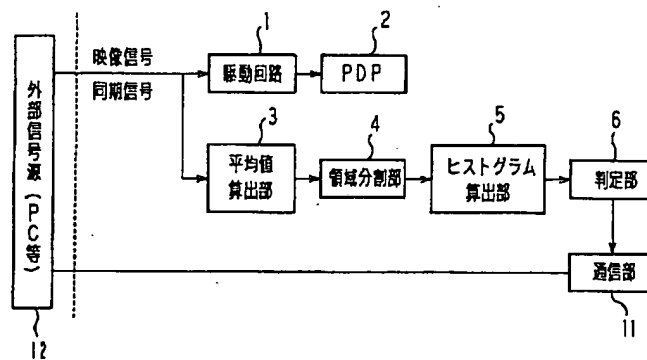 1
2
映像信号
同期信号
駆動回路
PDP
外部信号源(PC等)
3
4
5
6
平均値
算出部
領域分割部
ヒストグラム
算出部
判定部
通信部
12
11